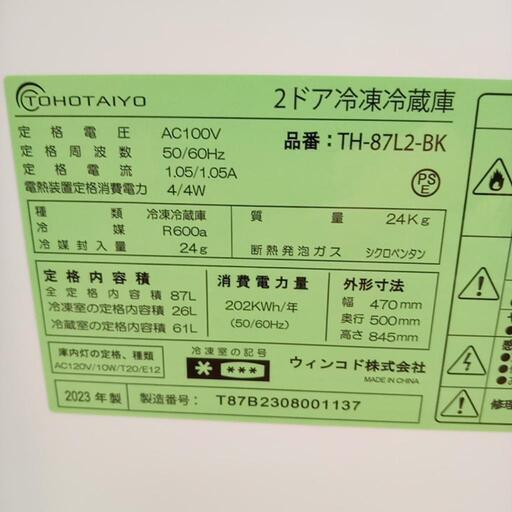 TOHOTAIYO
2ドア冷凍冷蔵庫
定格電圧 AC100V
定格周波数 50/60Hz
定格電流 1.05/1.05A
電熱装置定格消費電力 4/4W
品番：TH-87L2-BK
PS
E
種類 冷凍冷蔵庫
冷媒 R600a
冷媒封入量 24g
質量 24Kg
断熱発泡ガス シクロペンタン
定格内容積
全定格内容積 87L
冷凍室の定格内容積 26L
冷蔵室の定格内容積 61L
消費電力量
202KWh/年
(50/60Hz)
外形寸法
幅 470mm
奥行 500mm
高さ 845mm
庫内灯の定格、種類
AC120V/10W/T20/E12
冷凍室の記号
* ***
ウィンコド株式会社
MADE IN CHINA
2023年製
製造番号： T87B2308001137
修理